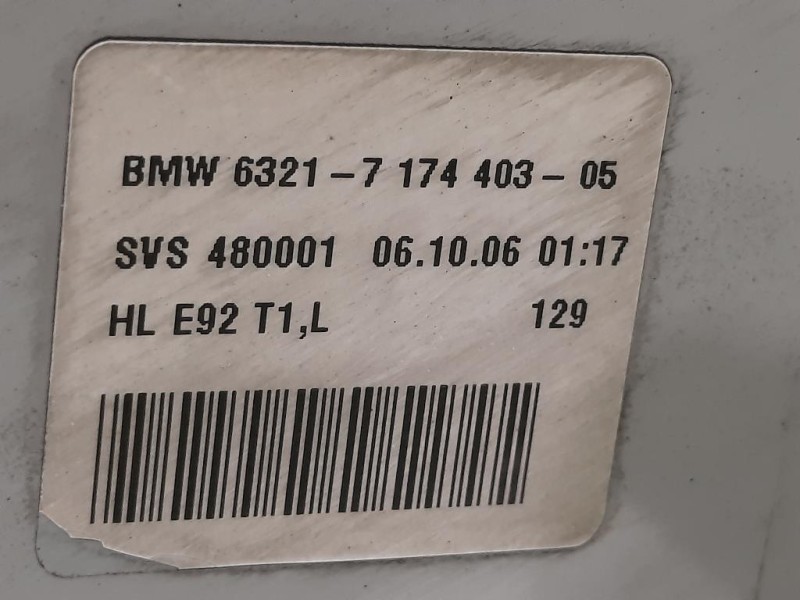 BMW 6321-7 174 403-05
SVS 480001 06.10.06 01:17
HL E92 T1,L 129